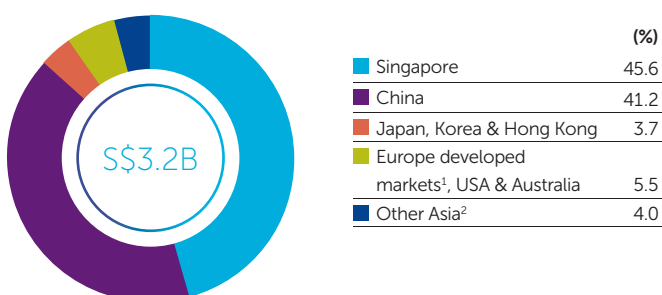 S$3.2B
(%)
Singapore 45.6
China 41.2
Japan, Korea & Hong Kong 3.7
Europe developed
markets¹, USA & Australia 5.5
Other Asia² 4.0